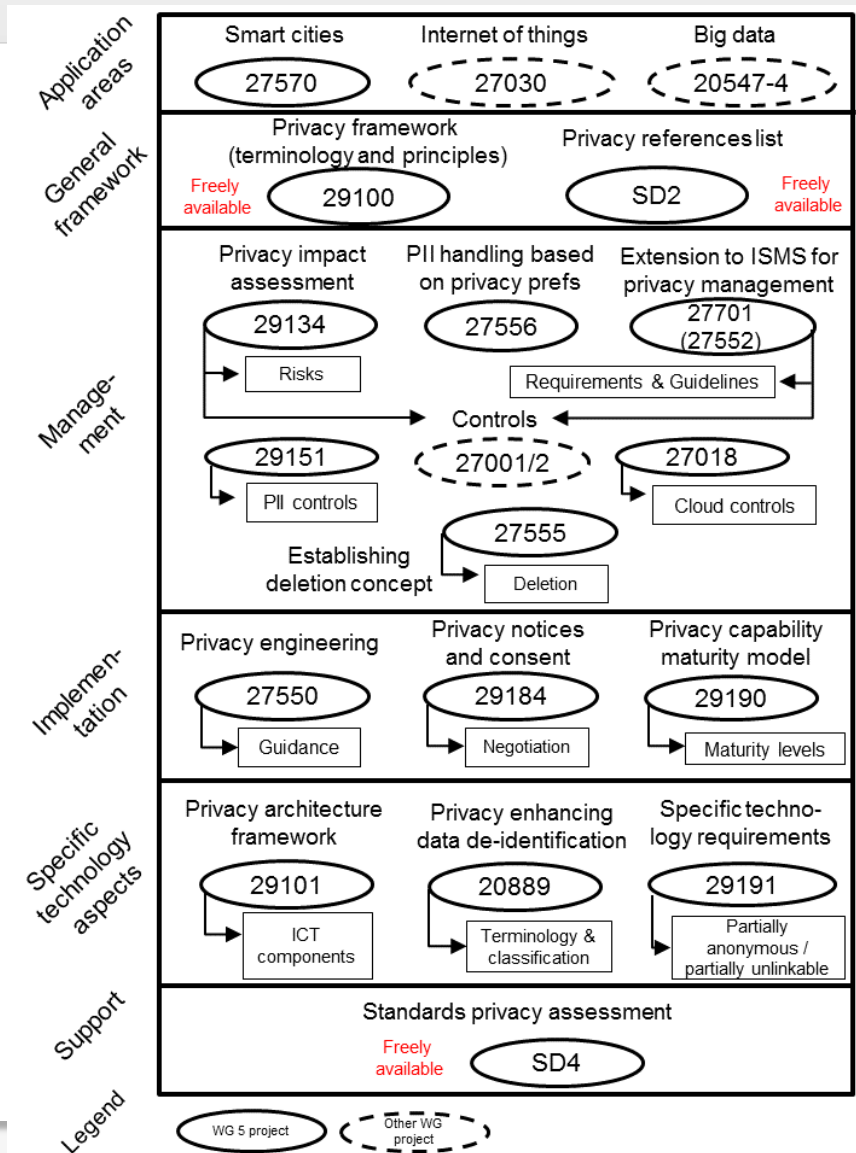 Application
areas
Smart cities
Internet of things
Big data
27570
27030
20547-4
General
framework
Privacy framework
(terminology and principles)
Privacy references list
Freely
available
29100
SD2
Freely
available
Manage-
ment
Privacy impact
assessment
PII handling based
on privacy prefs
Extension to ISMS for
privacy management
29134
27556
27701
(27552)
Risks
Requirements & Guidelines
Controls
29151
27001/2
27018
PII controls
Cloud controls
27555
Establishing
deletion concept
Deletion
Implemen-
tation
Privacy engineering
Privacy notices
and consent
Privacy capability
maturity model
27550
29184
29190
Guidance
Negotiation
Maturity levels
Specific
technology
aspects
Privacy architecture
framework
Privacy enhancing
data de-identification
Specific techno-
logy requirements
29101
20889
29191
ICT
components
Terminology &
classification
Partially
anonymous /
partially unlinkable
Support
Standards privacy assessment
Freely
available
SD4
Legend
WG 5 project
Other WG
project